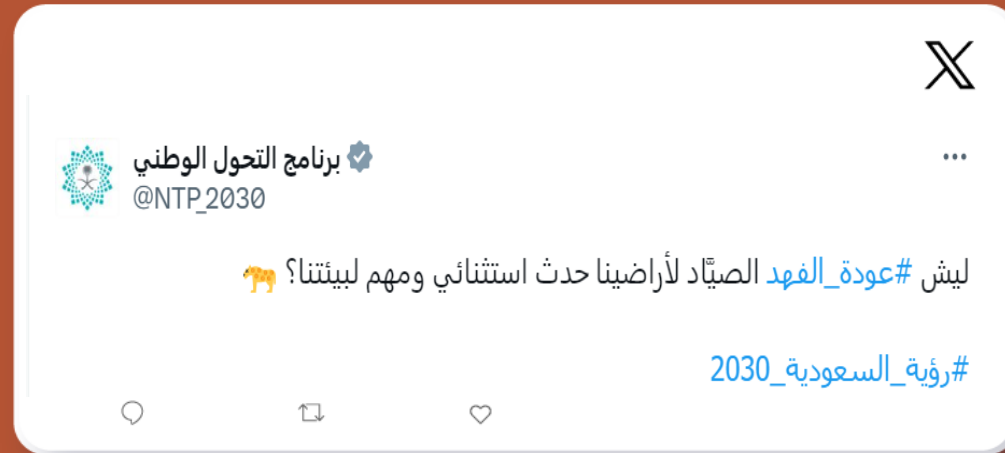 X
برنامج التحول الوطني
@NTP_2030
ليش #عودة_الفهد الصيَّاد لأراضينا حدث استثنائي ومهم لبيئتنا؟ 🐆
#رؤية_السعودية_2030